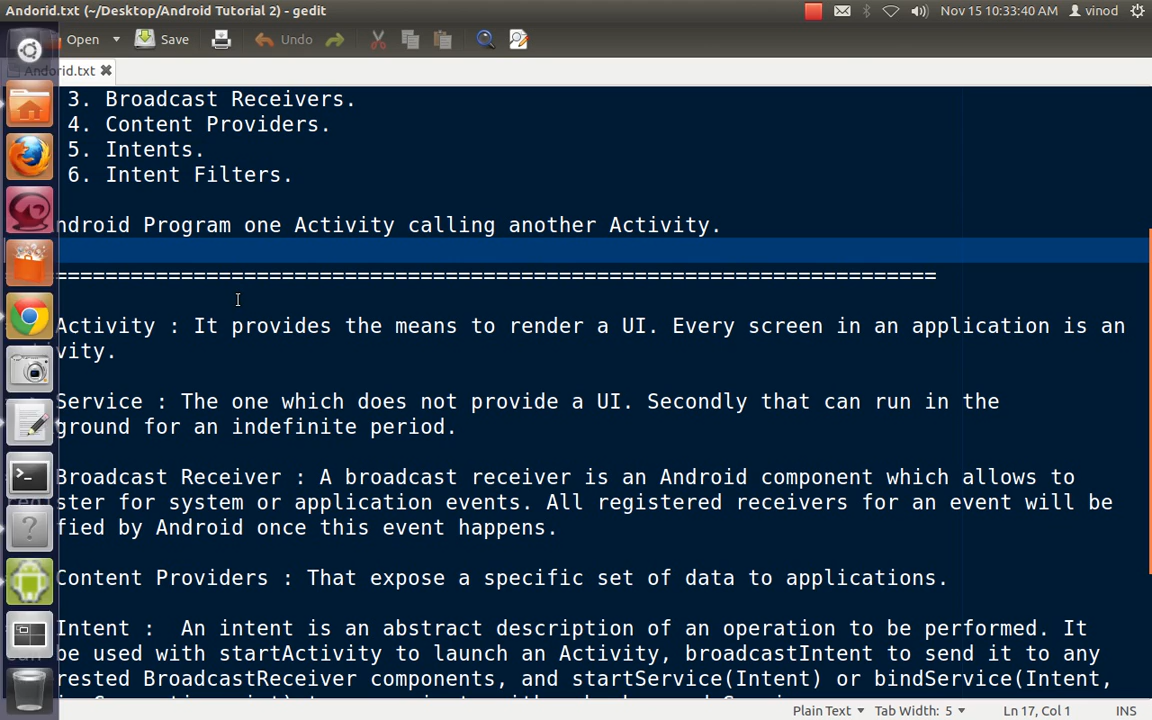 Andorid.txt (~/Desktop/Android Tutorial 2) - gedit
Nov 15 10:33:40 AM
vinod
Open
Save
Undo
Andorid.txt
3. Broadcast Receivers.
4. Content Providers.
5. Intents.
6. Intent Filters.
ndroid Program one Activity calling another Activity.
======================================================================
Activity : It provides the means to render a UI. Every screen in an application is an
vity.
Service : The one which does not provide a UI. Secondly that can run in the
ground for an indefinite period.
Broadcast Receiver : A broadcast receiver is an Android component which allows to
ster for system or application events. All registered receivers for an event will be
fied by Android once this event happens.
Content Providers : That expose a specific set of data to applications.
Intent :  An intent is an abstract description of an operation to be performed. It
be used with startActivity to launch an Activity, broadcastIntent to send it to any
rested BroadcastReceiver components, and startService(Intent) or bindService(Intent,
Plain Text
Tab Width: 5
Ln 17, Col 1
INS